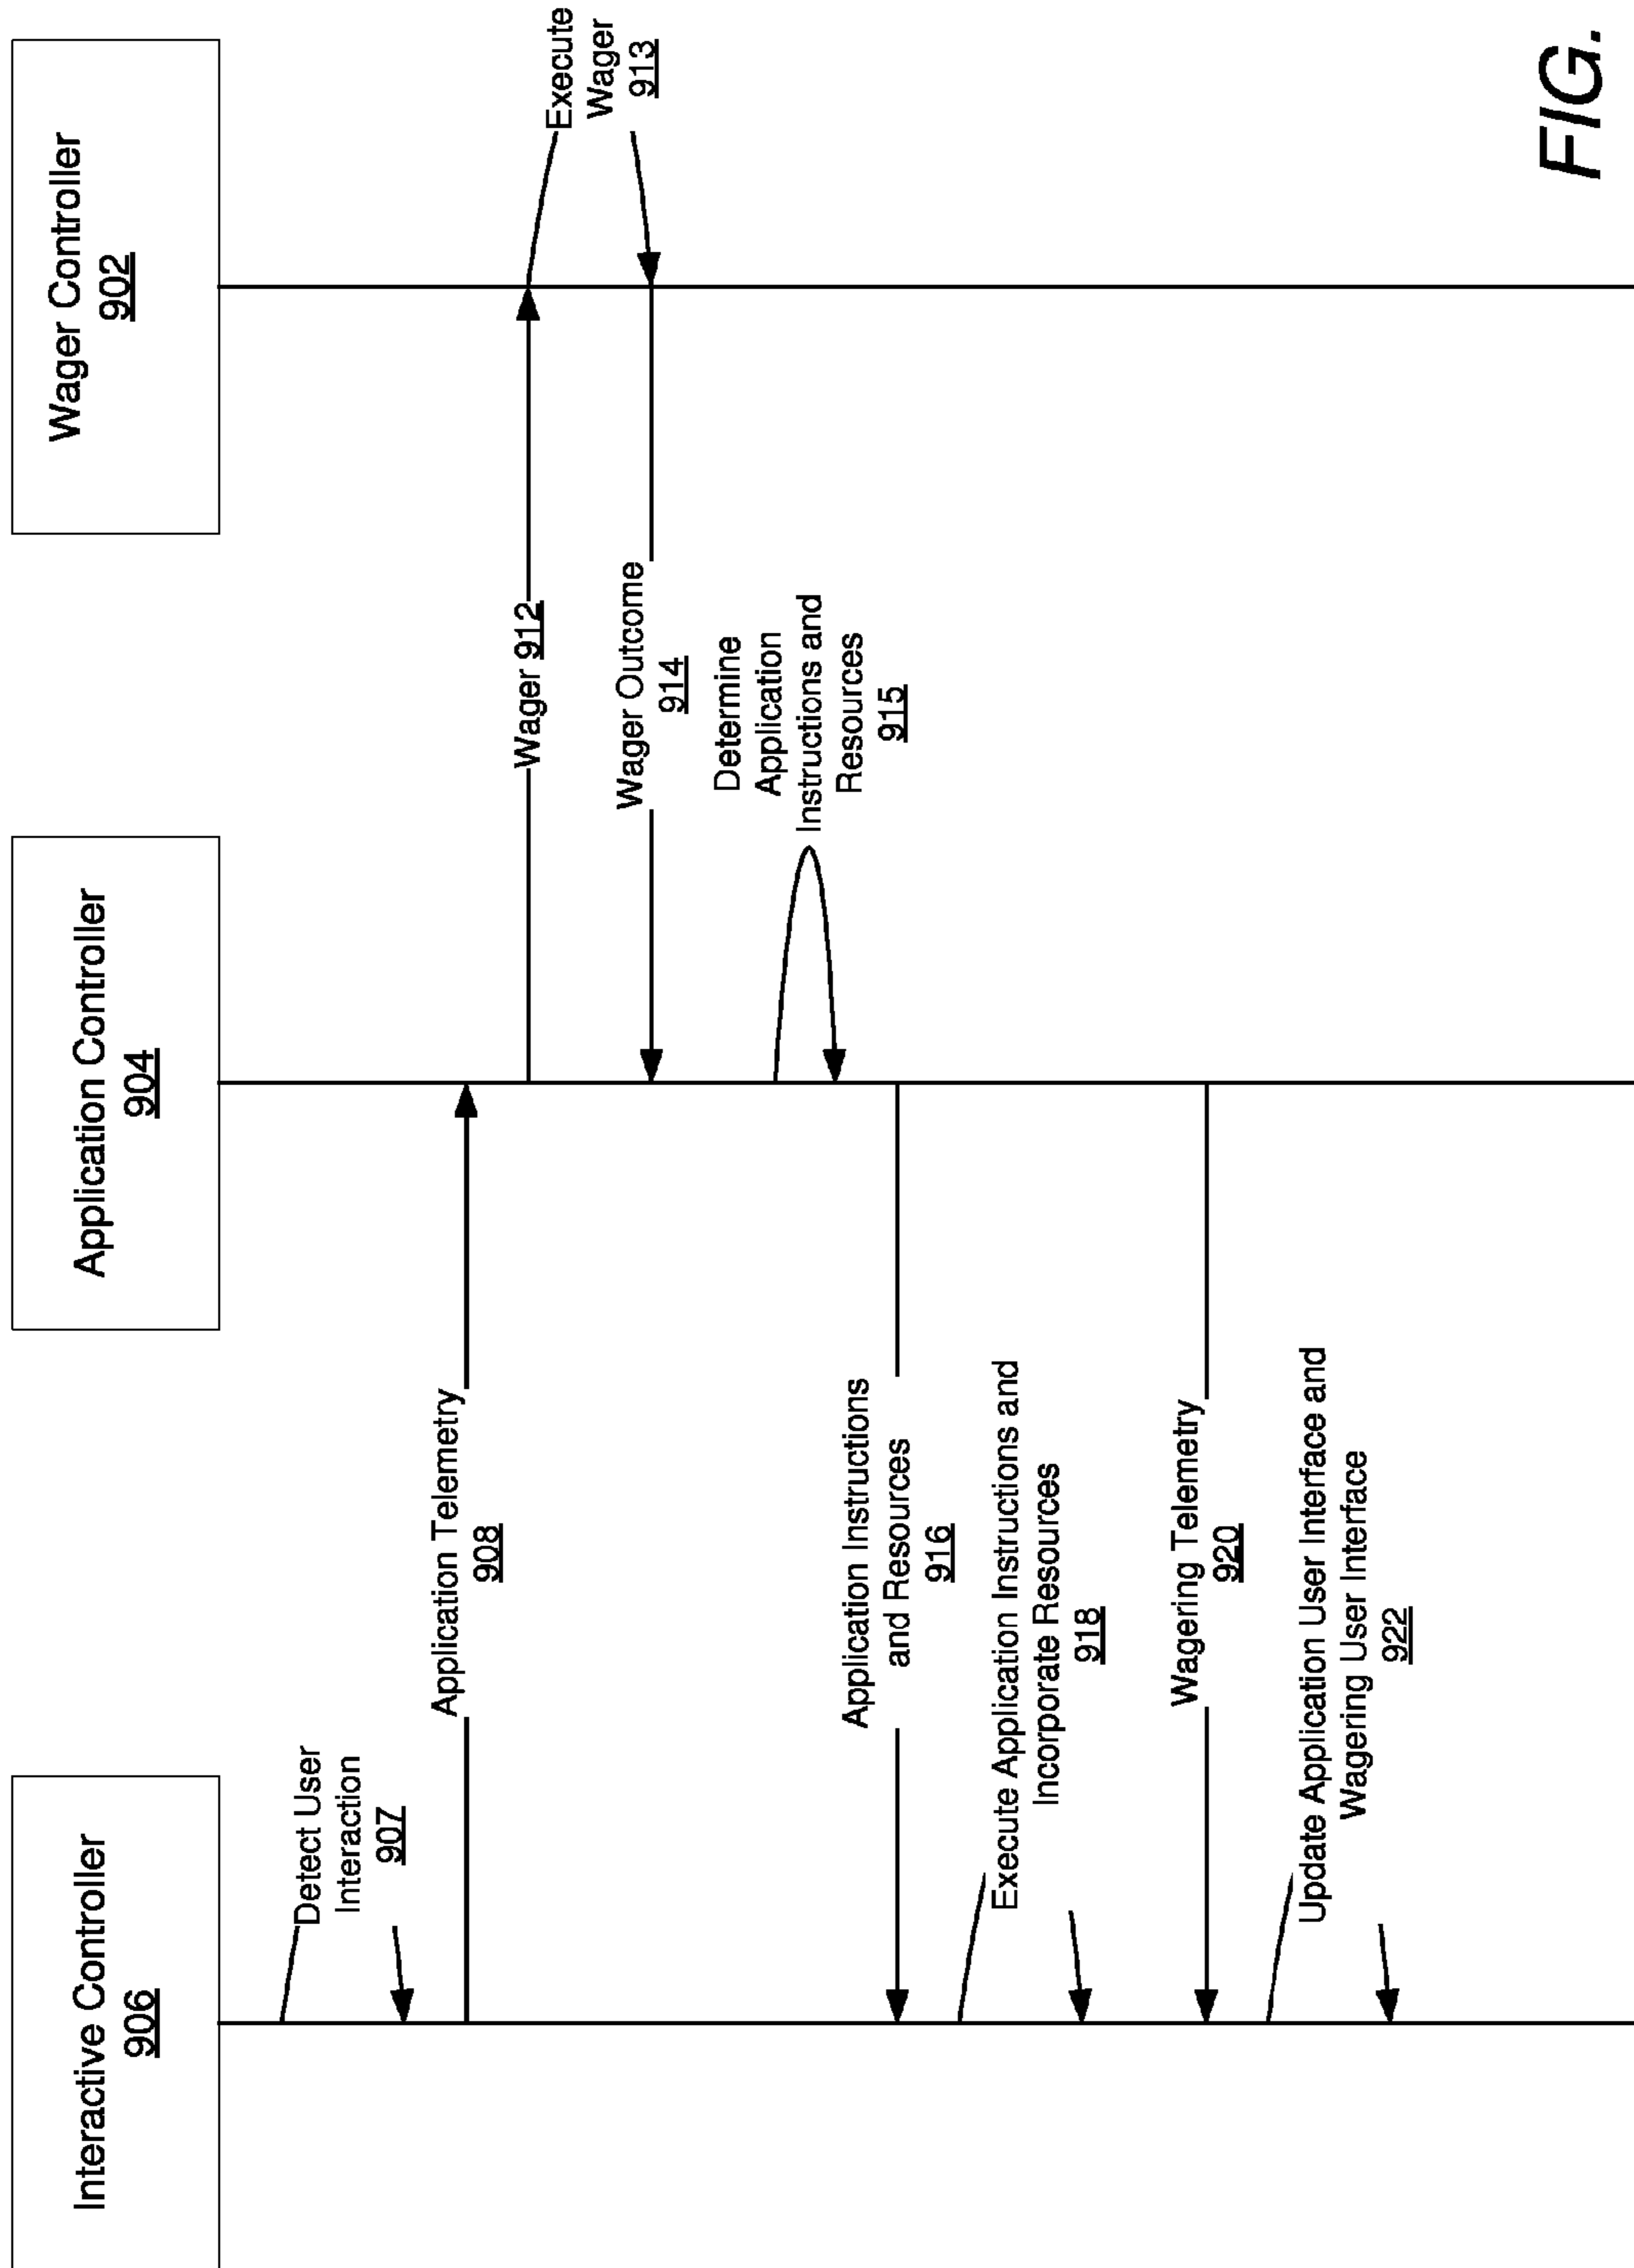 Interactive Controller
906
Application Controller
904
Wager Controller
902
Detect User
Interaction
907
Application Telemetry
908
Wager 912
Execute
Wager
913
Wager Outcome
914
Determine
Application
Instructions and
Resources
915
Application Instructions
and Resources
916
Execute Application Instructions and
Incorporate Resources
918
Wagering Telemetry
920
Update Application User Interface and
Wagering User Interface
922
FIG.